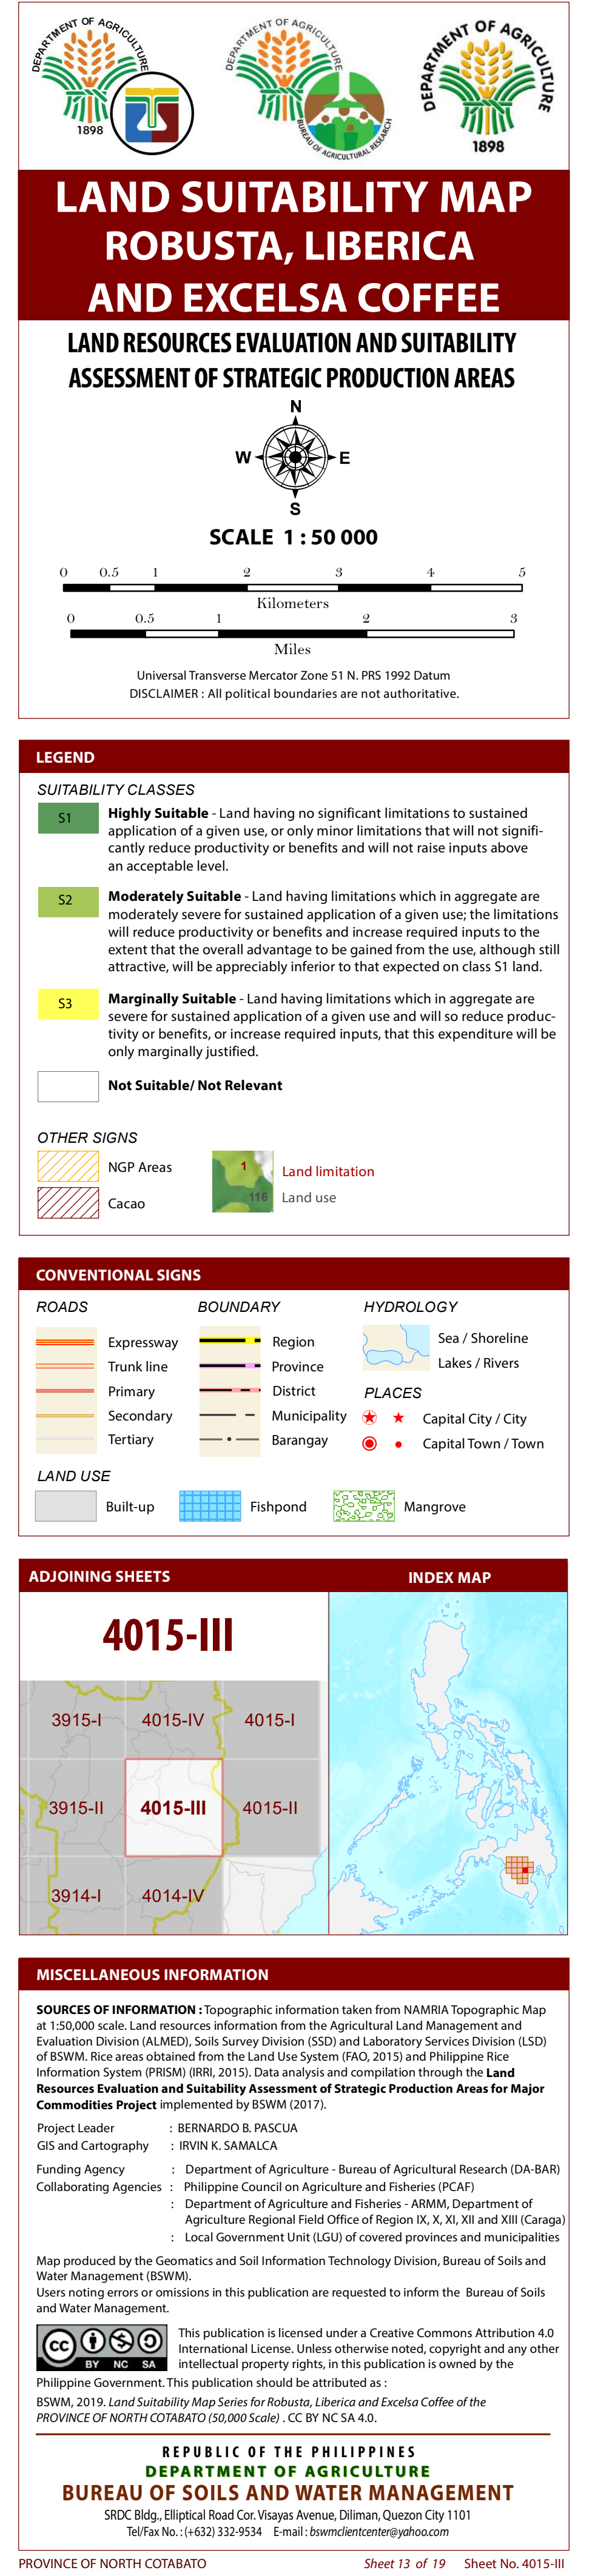 DEPARTMENT OF AGRICULTURE
1898
DEPARTMENT OF AGRICULTURE
BUREAU OF AGRICULTURAL RESEARCH
DEPARTMENT OF AGRICULTURE
1898
LAND SUITABILITY MAP
ROBUSTA, LIBERICA
AND EXCELSA COFFEE
LAND RESOURCES EVALUATION AND SUITABILITY
ASSESSMENT OF STRATEGIC PRODUCTION AREAS
N
W E
S
SCALE 1 : 50 000
0 0.5 1 2 3 4 5
Kilometers
0 0.5 1 2 3
Miles
Universal Transverse Mercator Zone 51 N. PRS 1992 Datum
DISCLAIMER : All political boundaries are not authoritative.
LEGEND
SUITABILITY CLASSES
S1 Highly Suitable - Land having no significant limitations to sustained
application of a given use, or only minor limitations that will not signifi-
cantly reduce productivity or benefits and will not raise inputs above
an acceptable level.
S2 Moderately Suitable - Land having limitations which in aggregate are
moderately severe for sustained application of a given use; the limitations
will reduce productivity or benefits and increase required inputs to the
extent that the overall advantage to be gained from the use, although still
attractive, will be appreciably inferior to that expected on class S1 land.
S3 Marginally Suitable - Land having limitations which in aggregate are
severe for sustained application of a given use and will so reduce produc-
tivity or benefits, or increase required inputs, that this expenditure will be
only marginally justified.
Not Suitable/ Not Relevant
OTHER SIGNS
NGP Areas 1 Land limitation
Cacao 116 Land use
CONVENTIONAL SIGNS
ROADS BOUNDARY HYDROLOGY
Expressway Region Sea / Shoreline
Trunk line Province Lakes / Rivers
Primary District PLACES
Secondary Municipality Capital City / City
Tertiary Barangay Capital Town / Town
LAND USE
Built-up Fishpond Mangrove
ADJOINING SHEETS INDEX MAP
4015-III
3915-I 4015-IV 4015-I
3915-II 4015-III 4015-II
3914-I 4014-IV
MISCELLANEOUS INFORMATION
SOURCES OF INFORMATION : Topographic information taken from NAMRIA Topographic Map
at 1:50,000 scale. Land resources information from the Agricultural Land Management and
Evaluation Division (ALMED), Soils Survey Division (SSD) and Laboratory Services Division (LSD)
of BSWM. Rice areas obtained from the Land Use System (FAO, 2015) and Philippine Rice
Information System (PRISM) (IRRI, 2015). Data analysis and compilation through the Land
Resources Evaluation and Suitability Assessment of Strategic Production Areas for Major
Commodities Project implemented by BSWM (2017).
Project Leader : BERNARDO B. PASCUA
GIS and Cartography : IRVIN K. SAMALCA
Funding Agency : Department of Agriculture - Bureau of Agricultural Research (DA-BAR)
Collaborating Agencies : Philippine Council on Agriculture and Fisheries (PCAF)
: Department of Agriculture and Fisheries - ARMM, Department of
Agriculture Regional Field Office of Region IX, X, XI, XII and XIII (Caraga)
: Local Government Unit (LGU) of covered provinces and municipalities
Map produced by the Geomatics and Soil Information Technology Division, Bureau of Soils and
Water Management (BSWM).
Users noting errors or omissions in this publication are requested to inform the Bureau of Soils
and Water Management.
cc BY NC SA
This publication is licensed under a Creative Commons Attribution 4.0
International License. Unless otherwise noted, copyright and any other
intellectual property rights, in this publication is owned by the
Philippine Government. This publication should be attributed as :
BSWM, 2019. Land Suitability Map Series for Robusta, Liberica and Excelsa Coffee of the
PROVINCE OF NORTH COTABATO (50,000 Scale) . CC BY NC SA 4.0.
REPUBLIC OF THE PHILIPPINES
DEPARTMENT OF AGRICULTURE
BUREAU OF SOILS AND WATER MANAGEMENT
SRDC Bldg., Elliptical Road Cor. Visayas Avenue, Diliman, Quezon City 1101
Tel/Fax No. : (+632) 332-9534 E-mail : bswmclientcenter@yahoo.com
PROVINCE OF NORTH COTABATO Sheet 13 of 19 Sheet No. 4015-III